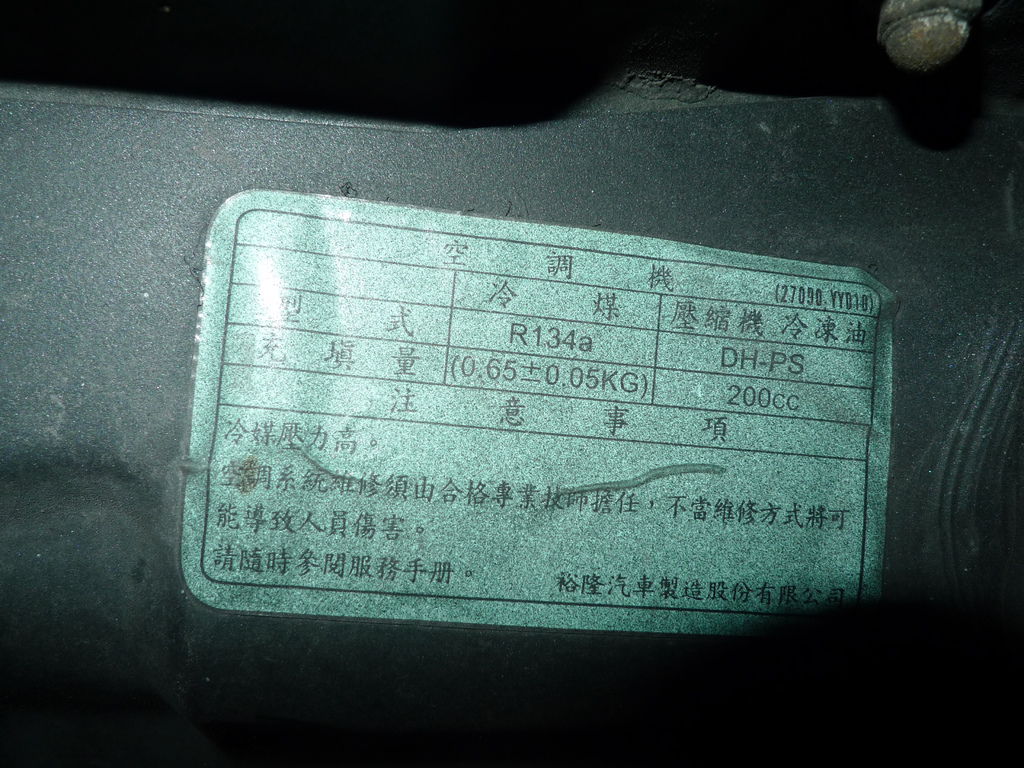 空調機 (27090 VY010)
冷媒 壓縮機 冷凍油
型式 R134a DH-PS
充填量 (0.65±0.05KG) 200cc
注意事項
冷媒壓力高。
空調系統維修須由合格專業技師擔任，不當維修方式將可
能導致人員傷害。
請隨時參閱服務手册。
裕隆汽車製造股份有限公司